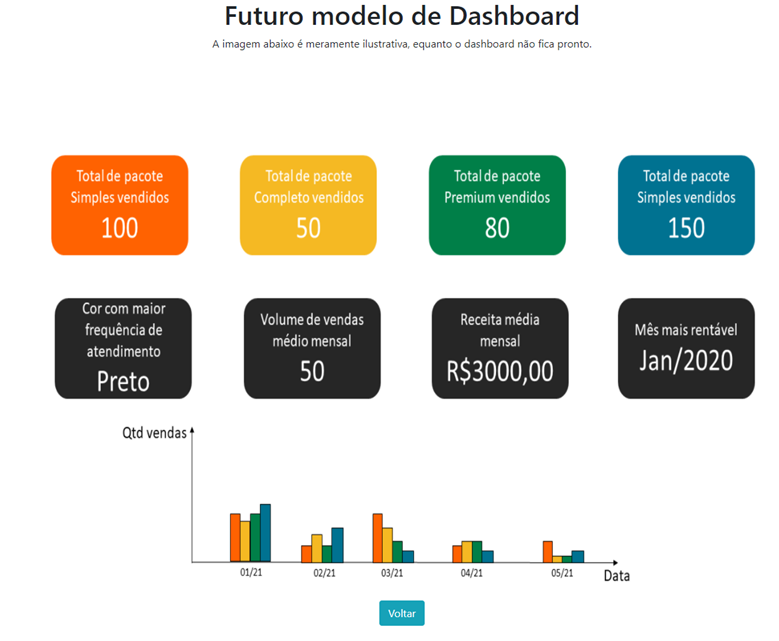 Futuro modelo de Dashboard
A imagem abaixo é meramente ilustrativa, equanto o dashboard não fica pronto.
Total de pacote
Simples vendidos
100
Total de pacote
Completo vendidos
50
Total de pacote
Premium vendidos
80
Total de pacote
Simples vendidos
150
Cor com maior
frequência de
atendimento
Preto
Volume de vendas
médio mensal
50
Receita média
mensal
R$3000,00
Mês mais rentável
Jan/2020
Qtd vendas
01/21
02/21
03/21
04/21
05/21
Data
Voltar